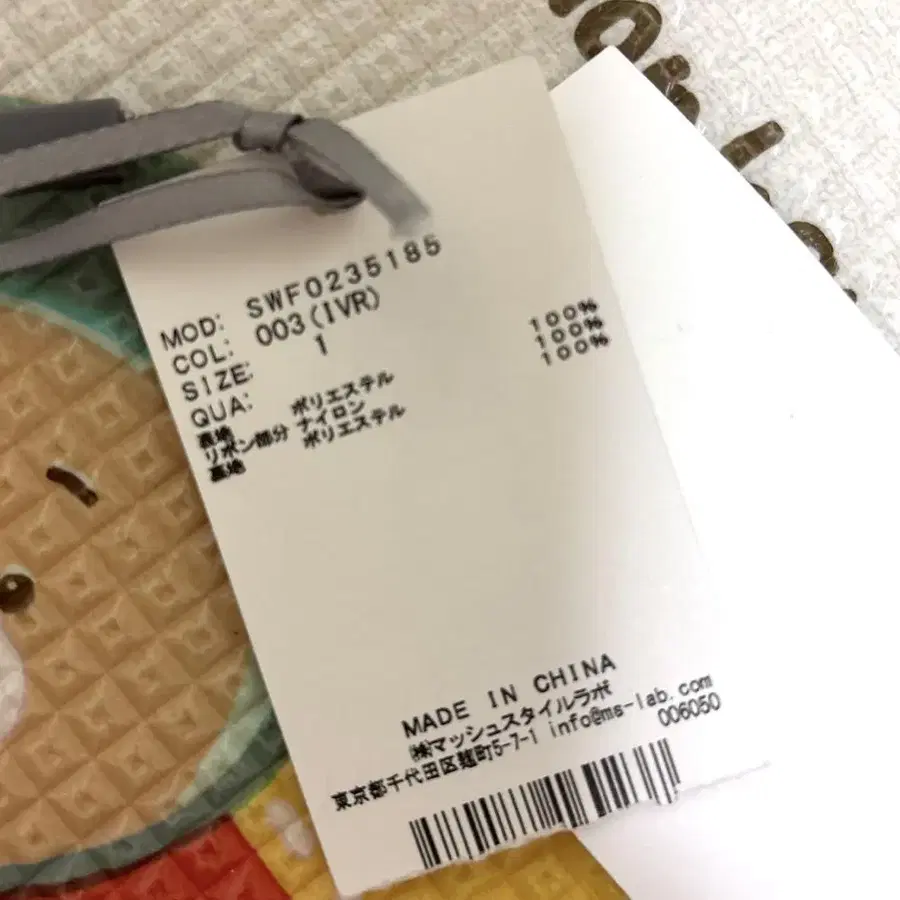 MOD: SWFO235185
COL: 003(IVR)
SIZE: 1
QUA:
表地 ポリエステル 100%
リボン部分 ナイロン 100%
裏地 ポリエステル 100%
MADE IN CHINA
㈱マッシュスタイルラボ
東京都千代田区麹町5-7-1 info@ms-lab.com
006050